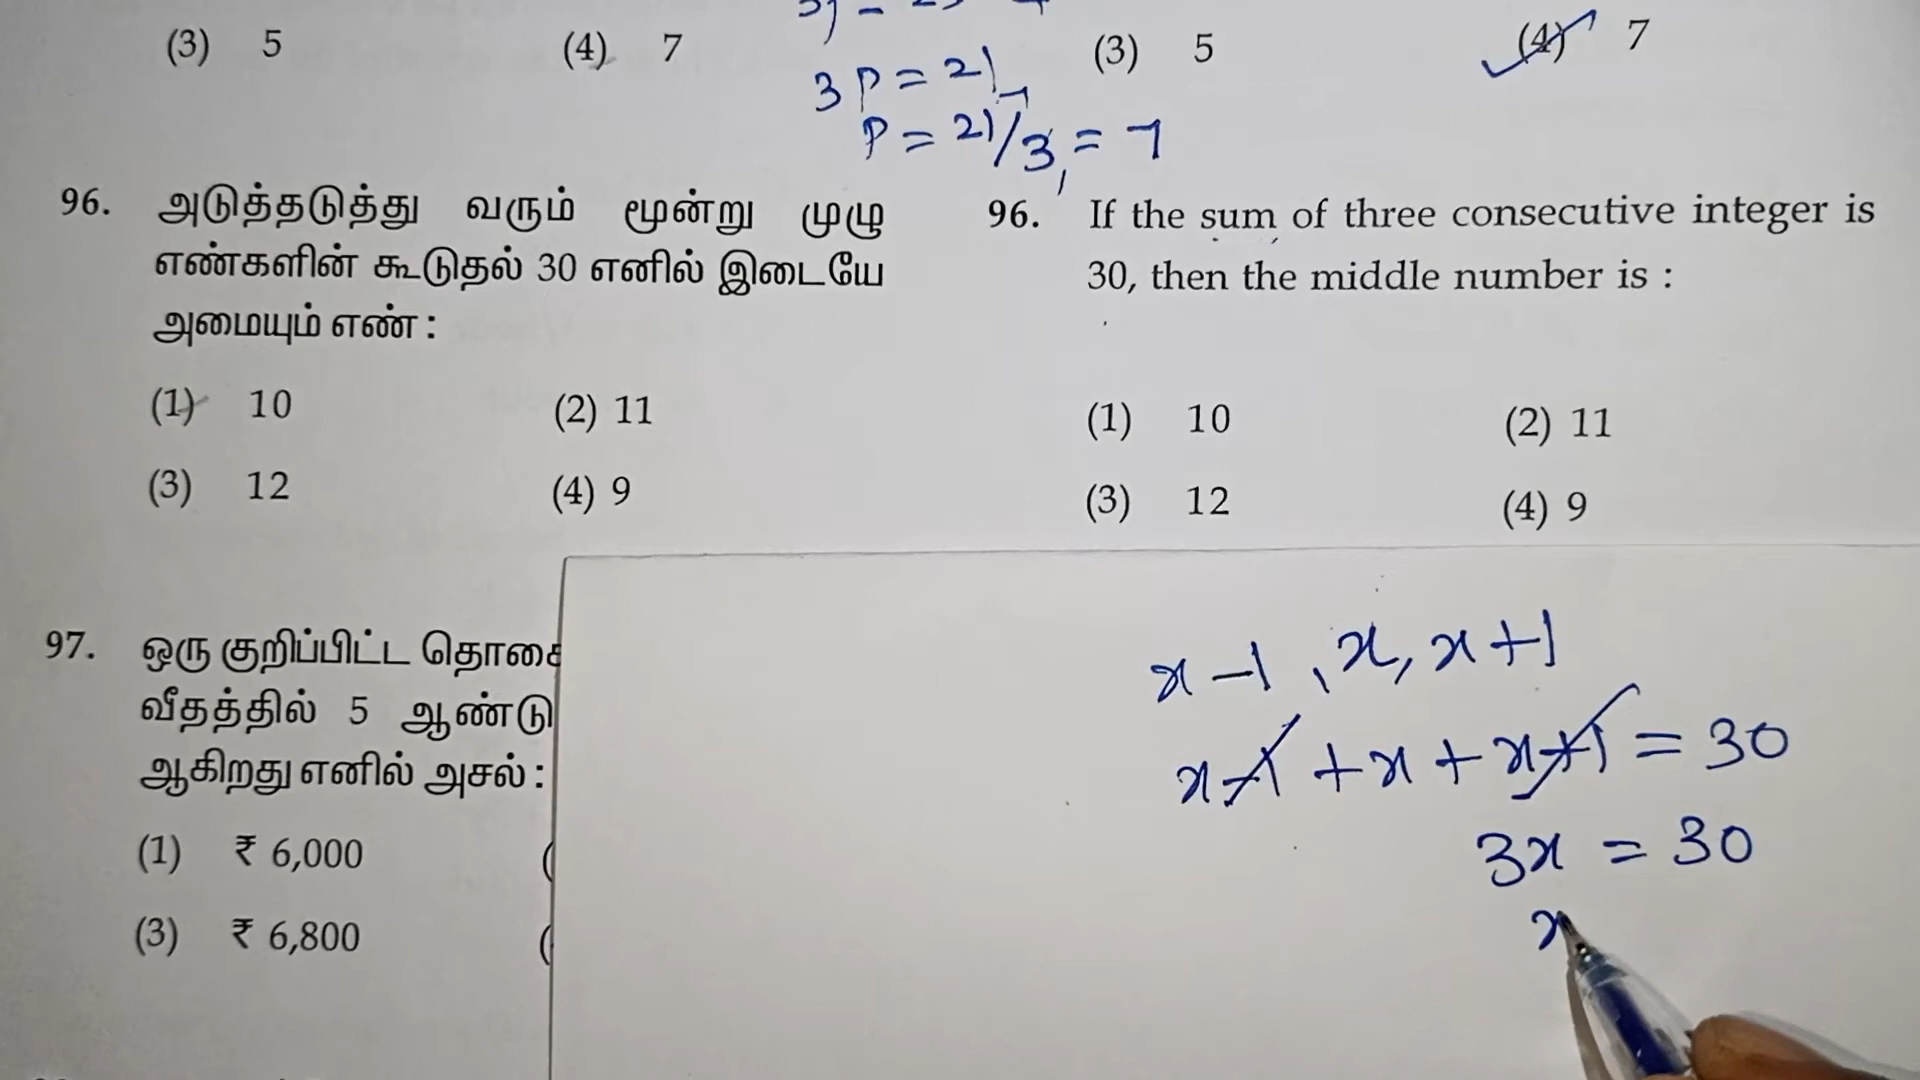 (3) 5 (4) 7
(3) 5 (4) 7
3P = 21
P = 21/3 = 7
96. அடுத்தடுத்து வரும் மூன்று முழு
எண்களின் கூடுதல் 30 எனில் இடையே
அமையும் எண் :
(1) 10 (2) 11
(3) 12 (4) 9
96. If the sum of three consecutive integer is
30, then the middle number is :
(1) 10 (2) 11
(3) 12 (4) 9
97. ஒரு குறிப்பிட்ட
வீதத்தில் 5 ஆண்டு
ஆகிறது எனில் அசல் :
(1) ₹ 6,000
(3) ₹ 6,800
x-1, x, x+1
x-1 + x + x+1 = 30
3x = 30
x